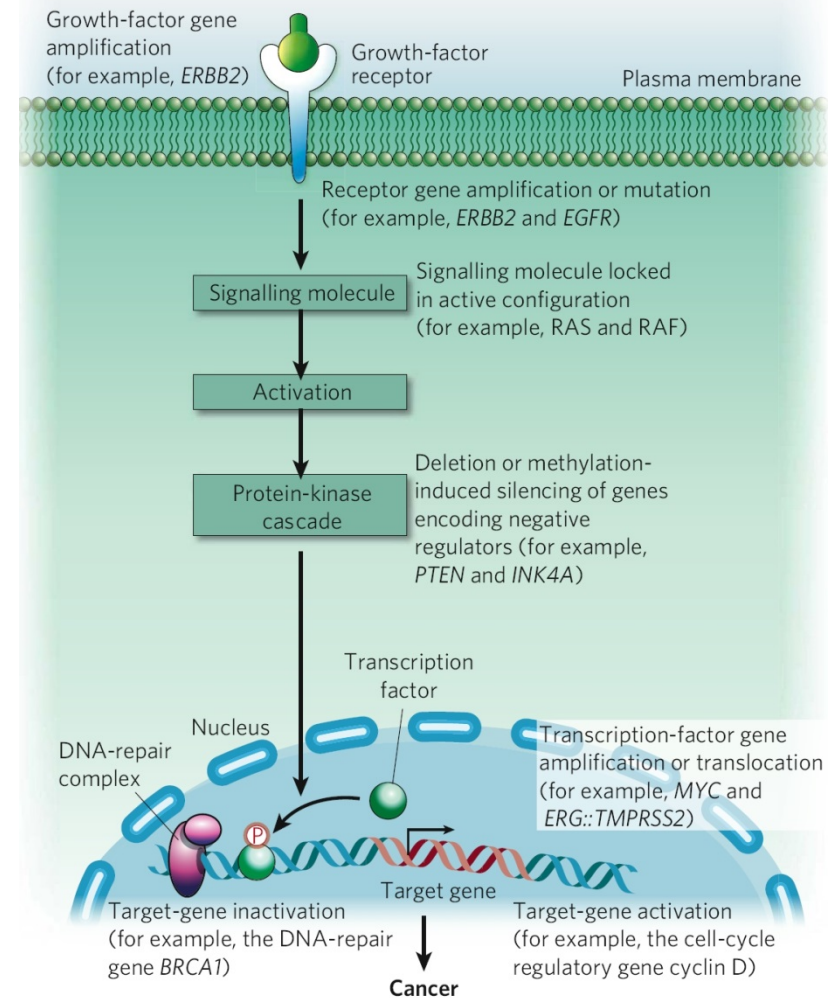 Growth-factor gene
amplification
(for example, ERBB2)
Growth-factor
receptor
Plasma membrane
Receptor gene amplification or mutation
(for example, ERBB2 and EGFR)
Signalling molecule
Signalling molecule locked
in active configuration
(for example, RAS and RAF)
Activation
Protein-kinase
cascade
Deletion or methylation-
induced silencing of genes
encoding negative
regulators (for example,
PTEN and INK4A)
Transcription
factor
Nucleus
DNA-repair
complex
Transcription-factor gene
amplification or translocation
(for example, MYC and
ERG::TMPRSS2)
P
Target gene
Target-gene inactivation
(for example, the DNA-repair
gene BRCA1)
Target-gene activation
(for example, the cell-cycle
regulatory gene cyclin D)
Cancer